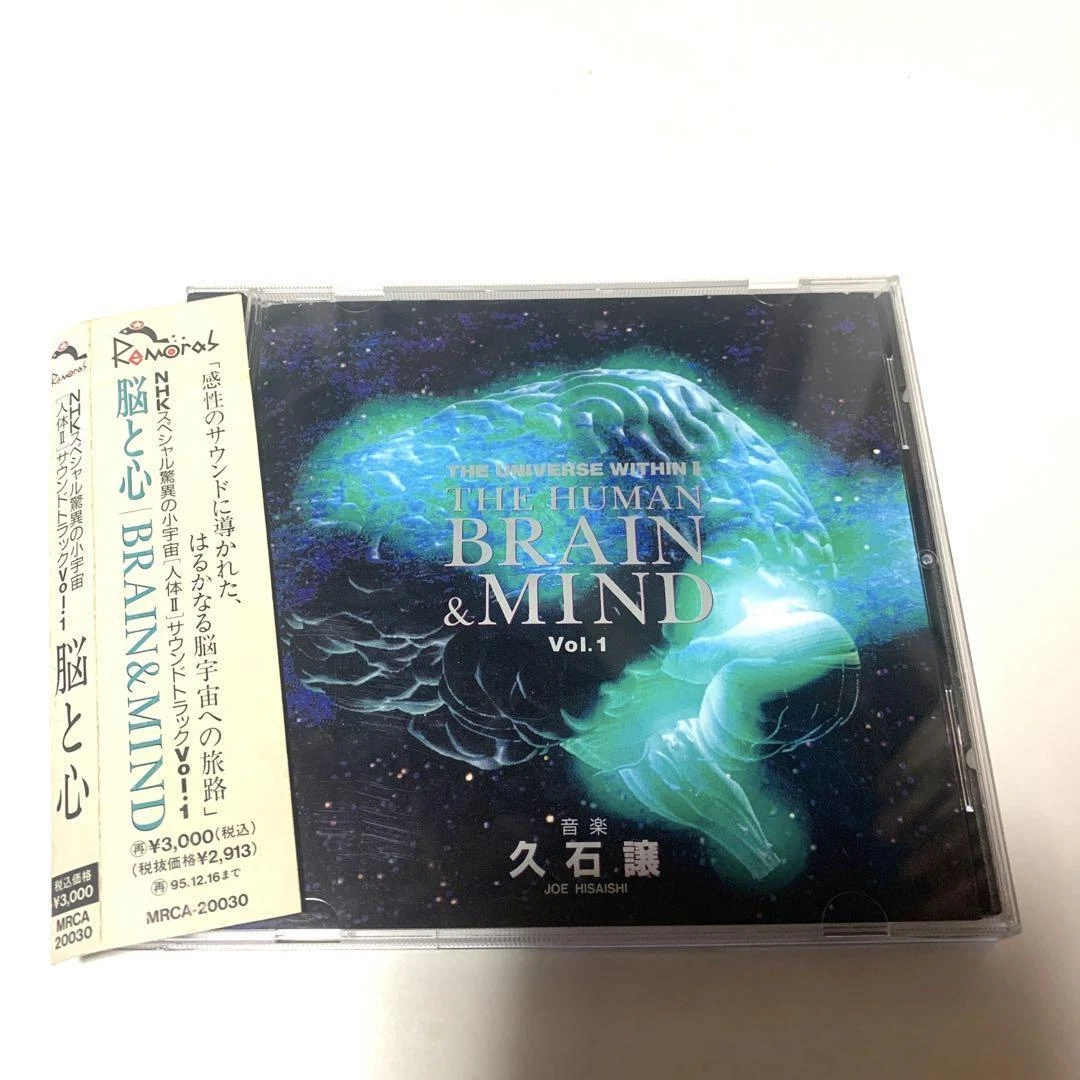 Remoras
NHKスペシャル驚異の小宇宙
[人体Ⅱ]サウンドトラックVol.1
脳と心
税込価格
¥3,000
MRCA
20030
Remoras
「感性のサウンドに導かれた、
はるかなる脳宇宙への旅路」
NHKスペシャル驚異の小宇宙[人体Ⅱ]サウンドトラックVol.1
脳と心|BRAIN&MIND
再¥3,000(税込)
(税抜価格¥2,913)
再95.12.16まで
MRCA-20030
THE UNIVERSE WITHIN Ⅱ
THE HUMAN
BRAIN
&MIND
Vol.1
音楽
久石譲
JOE HISAISHI